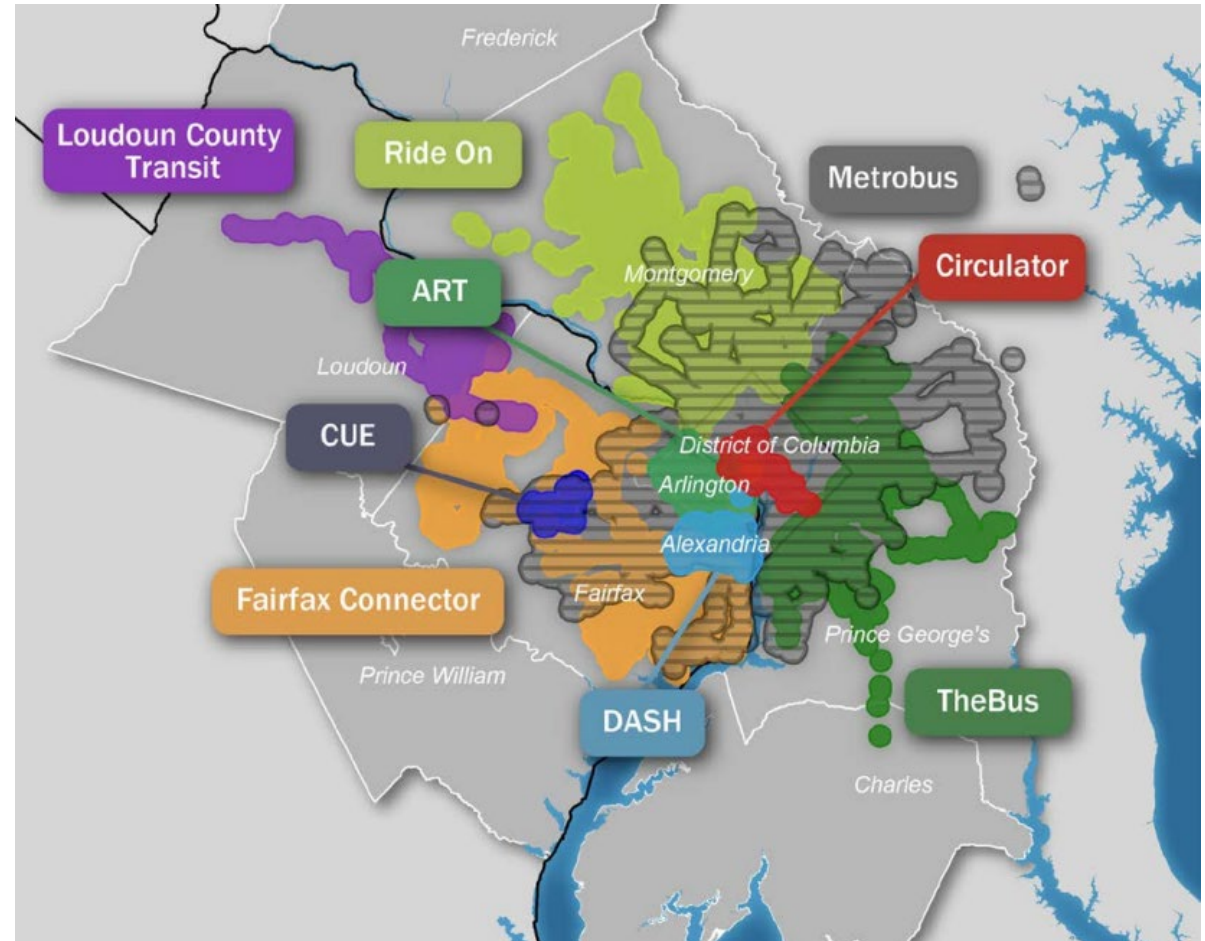 Frederick
Loudoun County
Transit
Ride On
Metrobus
Circulator
Montgomery
ART
Loudoun
CUE
District of Columbia
Arlington
Alexandria
Fairfax Connector
Fairfax
Prince George's
Prince William
TheBus
DASH
Charles